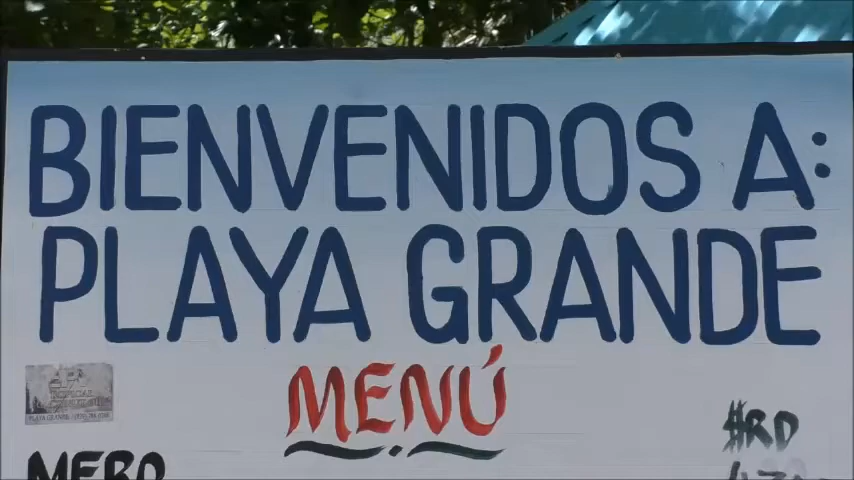 BIENVENIDOS A:
PLAYA GRANDE
MENÚ
$RD
MERO